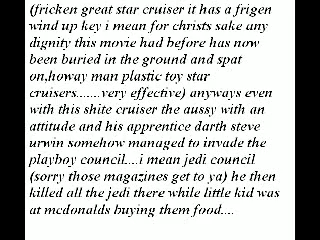 (fricken great star cruiser it has a frigen
wind up key i mean for christs sake any
dignity this movie had before has now
been buried in the ground and spat
on,howay man plastic toy star
cruisers.......very effective) anyways even
with this shite cruiser the aussy with an
attitude and his apprentice darth steve
urwin somehow managed to invade the
playboy council....i mean jedi council
(sorry those magazines get to ya) he then
killed all the jedi there while little kid was
at mcdonalds buying them food....